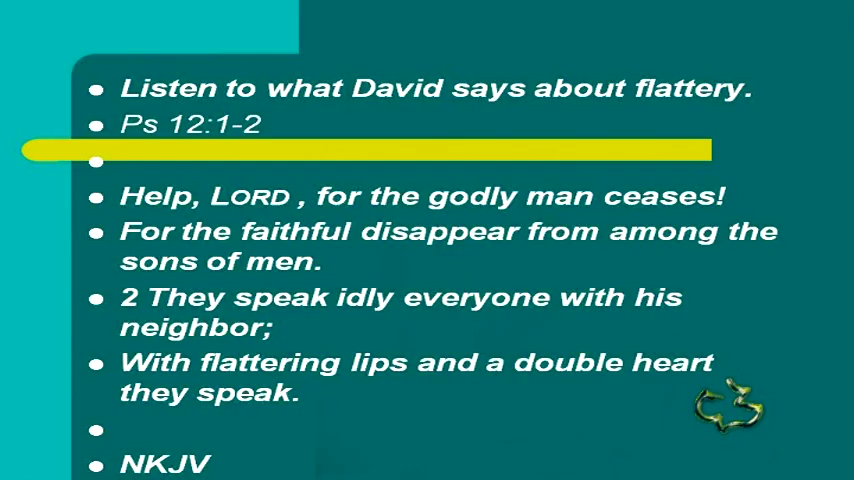 Listen to what David says about flattery.
Ps 12:1-2
Help, LORD , for the godly man ceases!
For the faithful disappear from among the
sons of men.
2 They speak idly everyone with his
neighbor;
With flattering lips and a double heart
they speak.
NKJV